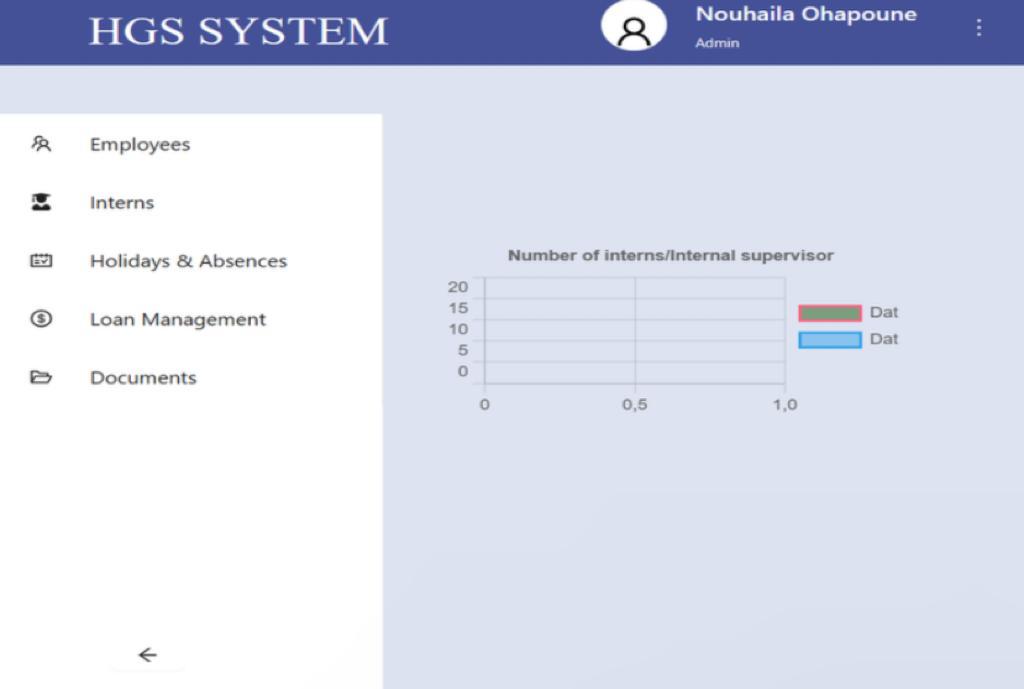 HGS SYSTEM
Nouhaila Ohapoune
Admin
Employees
Interns
Holidays & Absences
Loan Management
Documents
Number of interns/Internal supervisor
20
15
10
5
0
0 0,5 1,0
Dat
Dat